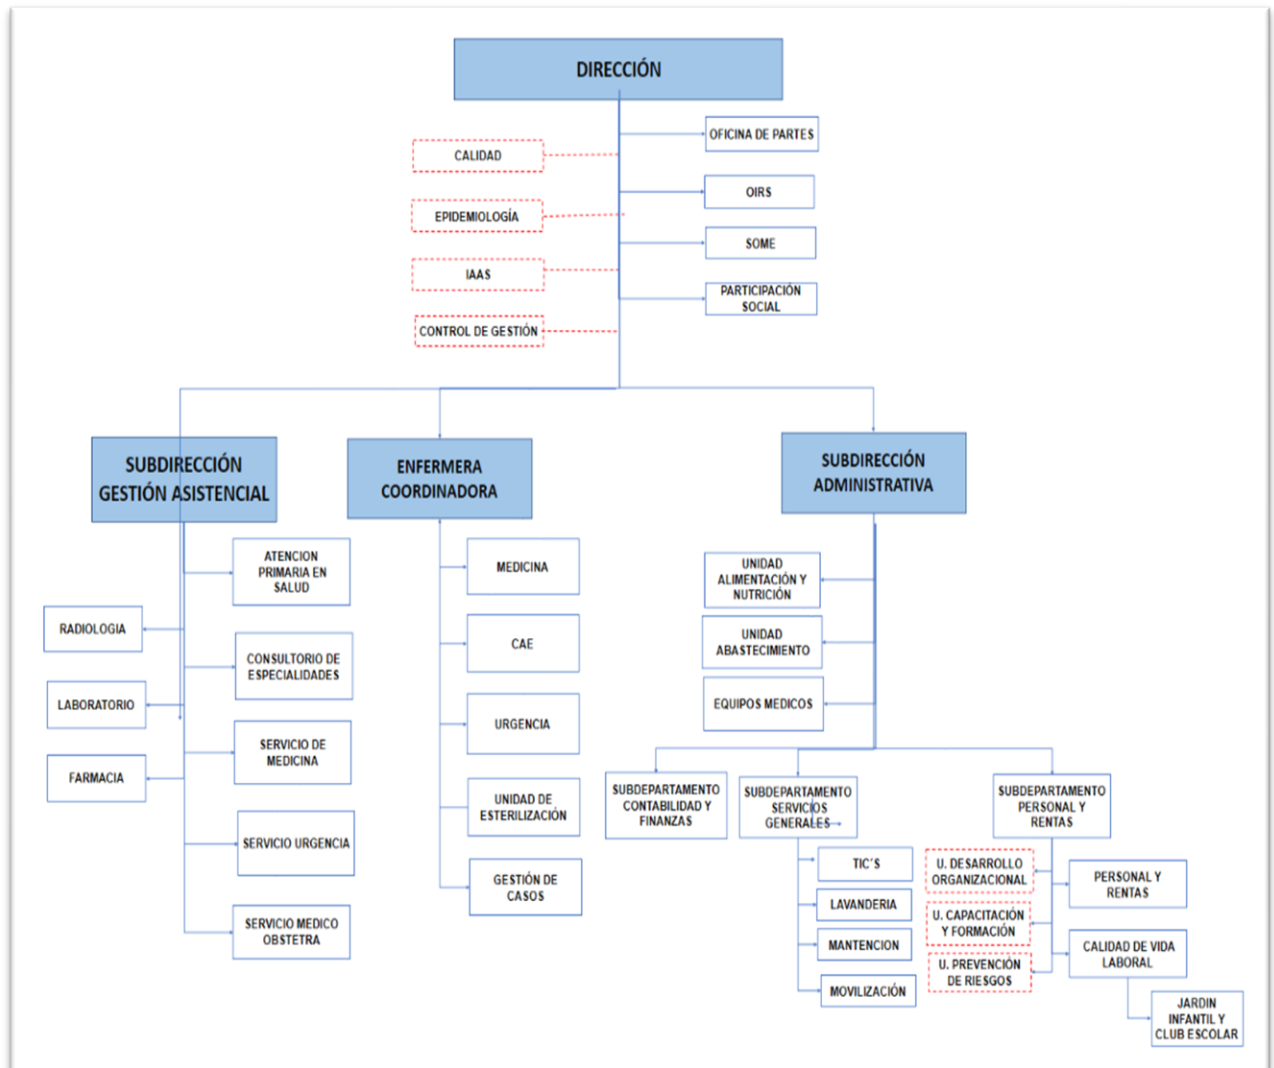 DIRECCIÓN
OFICINA DE PARTES
CALIDAD
OIRS
EPIDEMIOLOGÍA
SOME
IAAS
PARTICIPACIÓN
SOCIAL
CONTROL DE GESTIÓN
SUBDIRECCIÓN
GESTIÓN ASISTENCIAL
ENFERMERA
COORDINADORA
SUBDIRECCIÓN
ADMINISTRATIVA
ATENCION
PRIMARIA EN
SALUD
RADIOLOGIA
CONSULTORIO DE
ESPECIALIDADES
LABORATORIO
SERVICIO DE
MEDICINA
FARMACIA
SERVICIO URGENCIA
SERVICIO MEDICO
OBSTETRA
MEDICINA
CAE
URGENCIA
UNIDAD DE
ESTERILIZACIÓN
GESTIÓN DE
CASOS
UNIDAD
ALIMENTACIÓN Y
NUTRICIÓN
UNIDAD
ABASTECIMIENTO
EQUIPOS MEDICOS
SUBDEPARTAMENTO
CONTABILIDAD Y
FINANZAS
SUBDEPARTAMENTO
SERVICIOS
GENERALES
SUBDEPARTAMENTO
PERSONAL Y
RENTAS
TIC´S
LAVANDERIA
MANTENCION
MOVILIZACIÓN
U. DESARROLLO
ORGANIZACIONAL
U. CAPACITACIÓN
Y FORMACIÓN
U. PREVENCIÓN
DE RIESGOS
PERSONAL Y
RENTAS
CALIDAD DE VIDA
LABORAL
JARDIN
INFANTIL Y
CLUB ESCOLAR